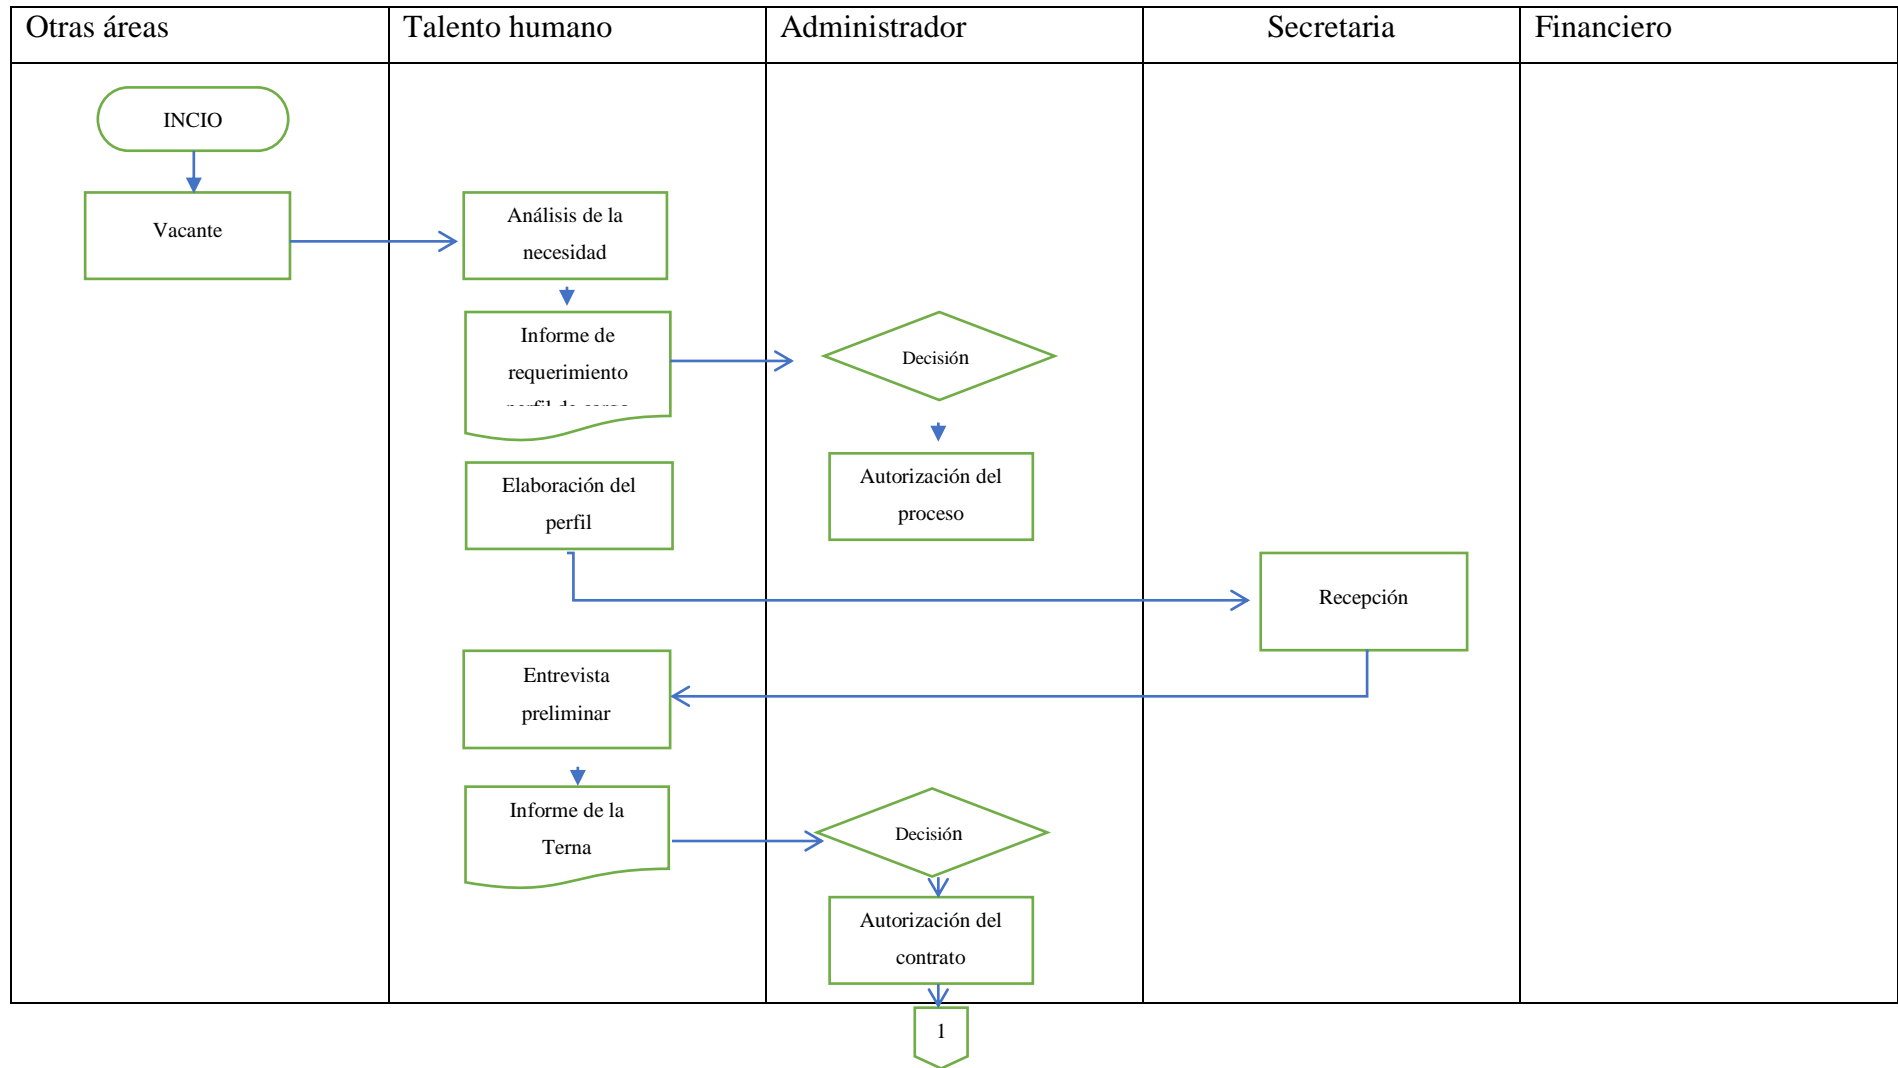 Otras áreas
Talento humano
Administrador
Secretaria
Financiero
INCIO
Vacante
Análisis de la
necesidad
Informe de
requerimiento
Decisión
Elaboración del
perfil
Autorización del
proceso
Recepción
Entrevista
preliminar
Informe de la
Terna
Decisión
Autorización del
contrato
1